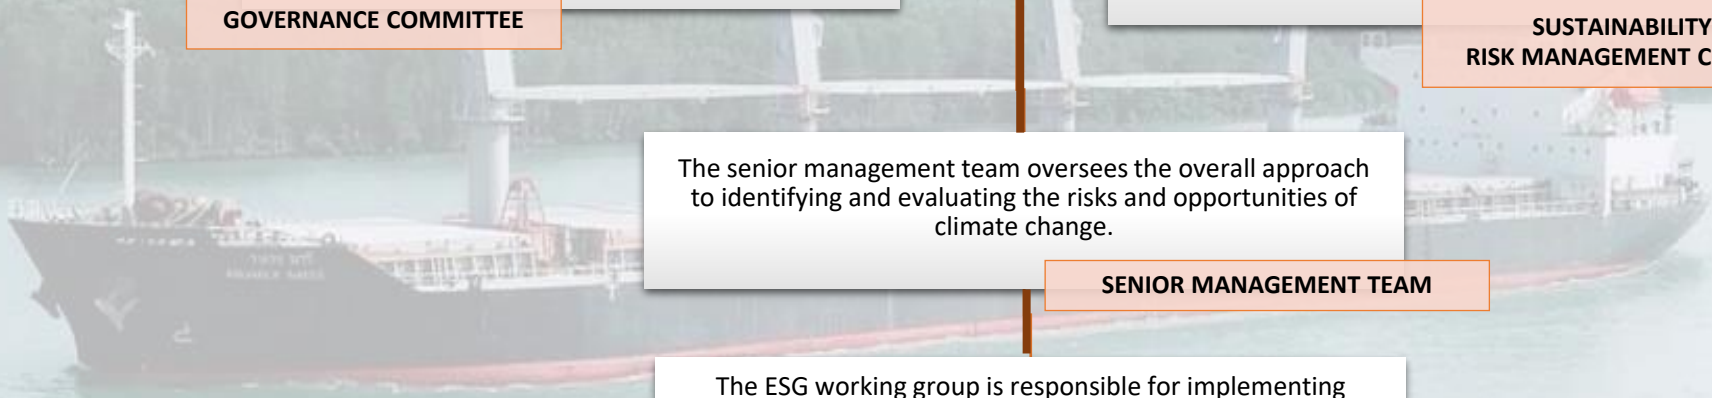 GOVERNANCE COMMITTEE
SUSTAINABILITY
RISK MANAGEMENT C
The senior management team oversees the overall approach
to identifying and evaluating the risks and opportunities of
climate change.
SENIOR MANAGEMENT TEAM
The ESG working group is responsible for implementing